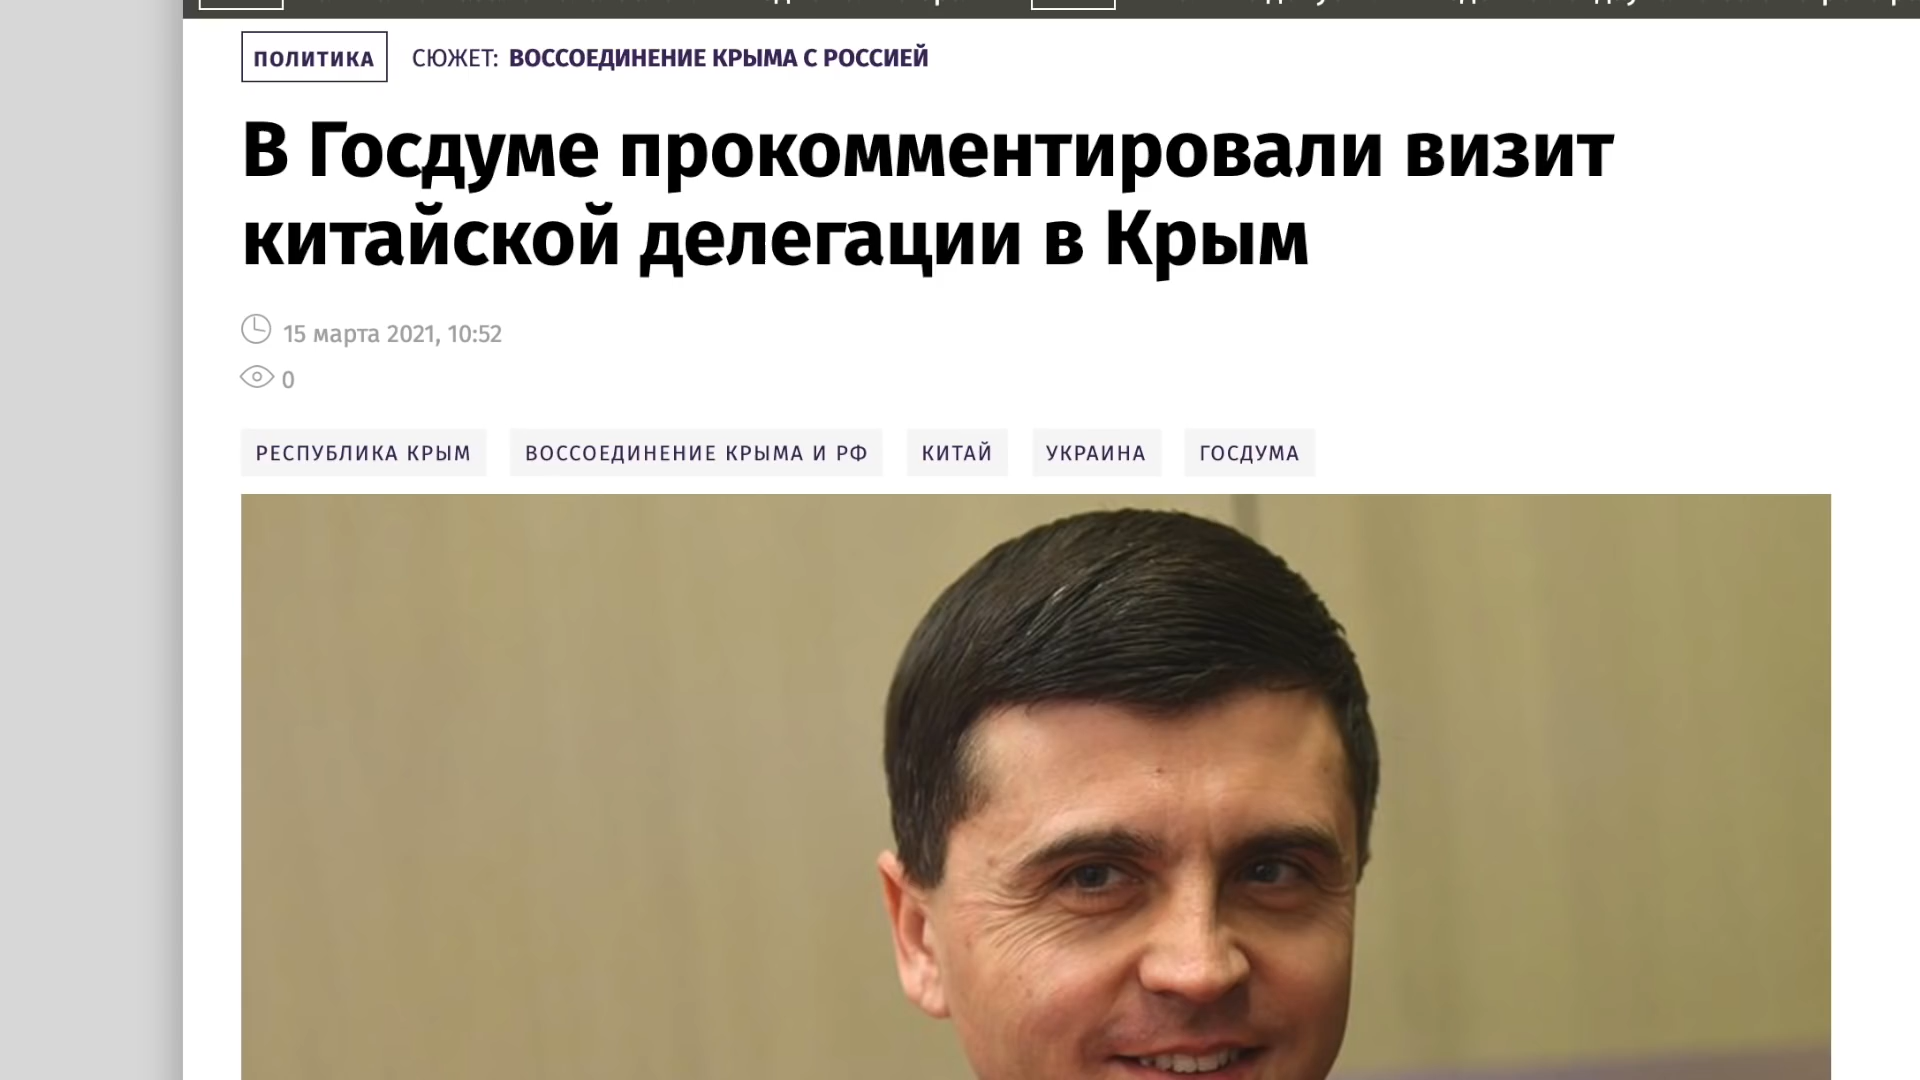 ПОЛИТИКА СЮЖЕТ: ВОССОЕДИНЕНИЕ КРЫМА С РОССИЕЙ
В Госдуме прокомментировали визит
китайской делегации в Крым
15 марта 2021, 10:52
0
РЕСПУБЛИКА КРЫМ ВОССОЕДИНЕНИЕ КРЫМА И РФ КИТАЙ УКРАИНА ГОСДУМА